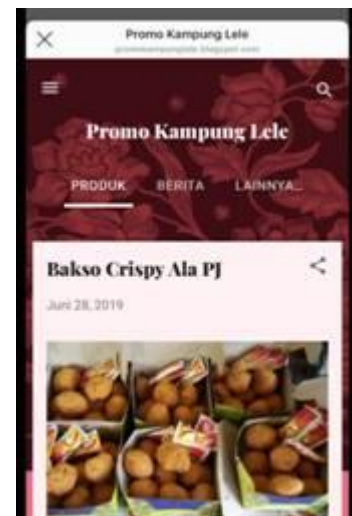 Promo Kampung Lele
promokampunglele.blogspot.com
Promo Kampung Lele
PRODUK BERITA LAINNYA...
Bakso Crispy Ala PJ
Juni 28, 2019